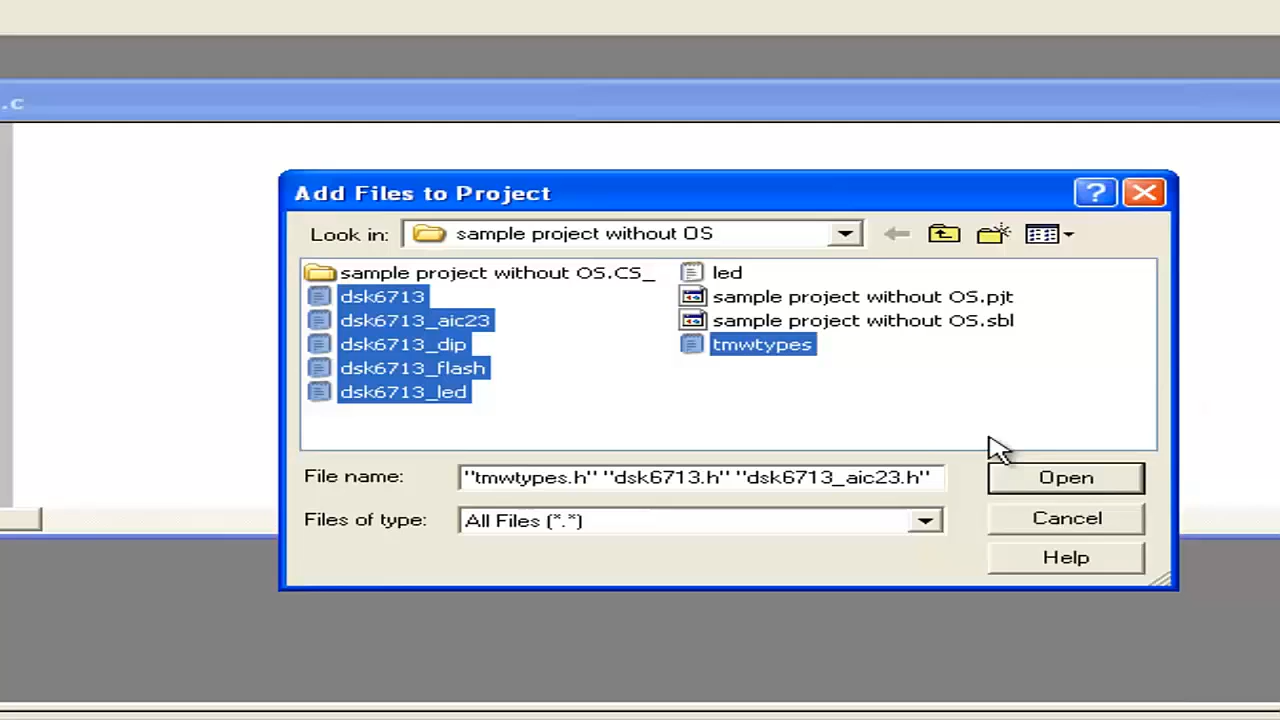 .c
Add Files to Project
Look in: sample project without OS
sample project without OS.CS_
dsk6713
dsk6713_aic23
dsk6713_dip
dsk6713_flash
dsk6713_led
led
sample project without OS.pjt
sample project without OS.sbl
tmwtypes
File name: "tmwtypes.h" "dsk6713.h" "dsk6713_aic23.h"
Open
Files of type: All Files (*.*)
Cancel
Help